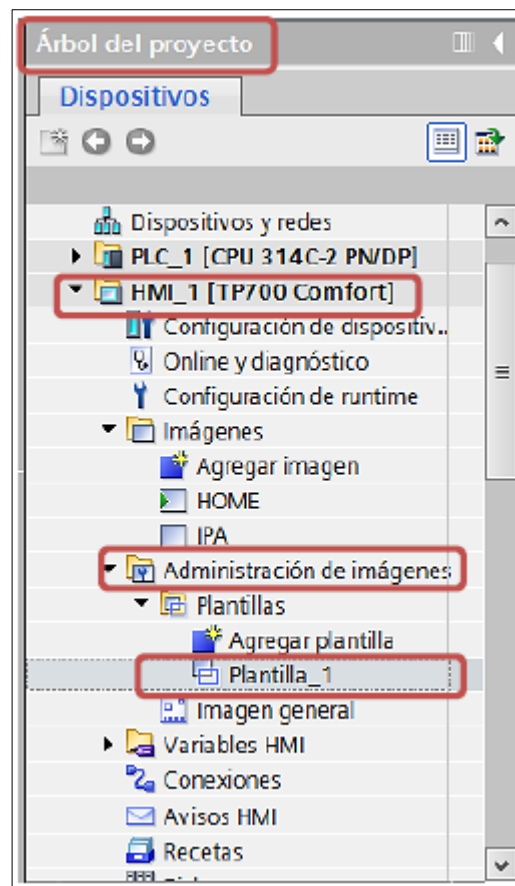 Árbol del proyecto
Dispositivos
Dispositivos y redes
PLC_1 [CPU 314C-2 PN/DP]
HMI_1 [TP700 Comfort]
Configuración de dispositiv..
Online y diagnóstico
Configuración de runtime
Imágenes
Agregar imagen
HOME
IPA
Administración de imágenes
Plantillas
Agregar plantilla
Plantilla_1
Imagen general
Variables HMI
Conexiones
Avisos HMI
Recetas